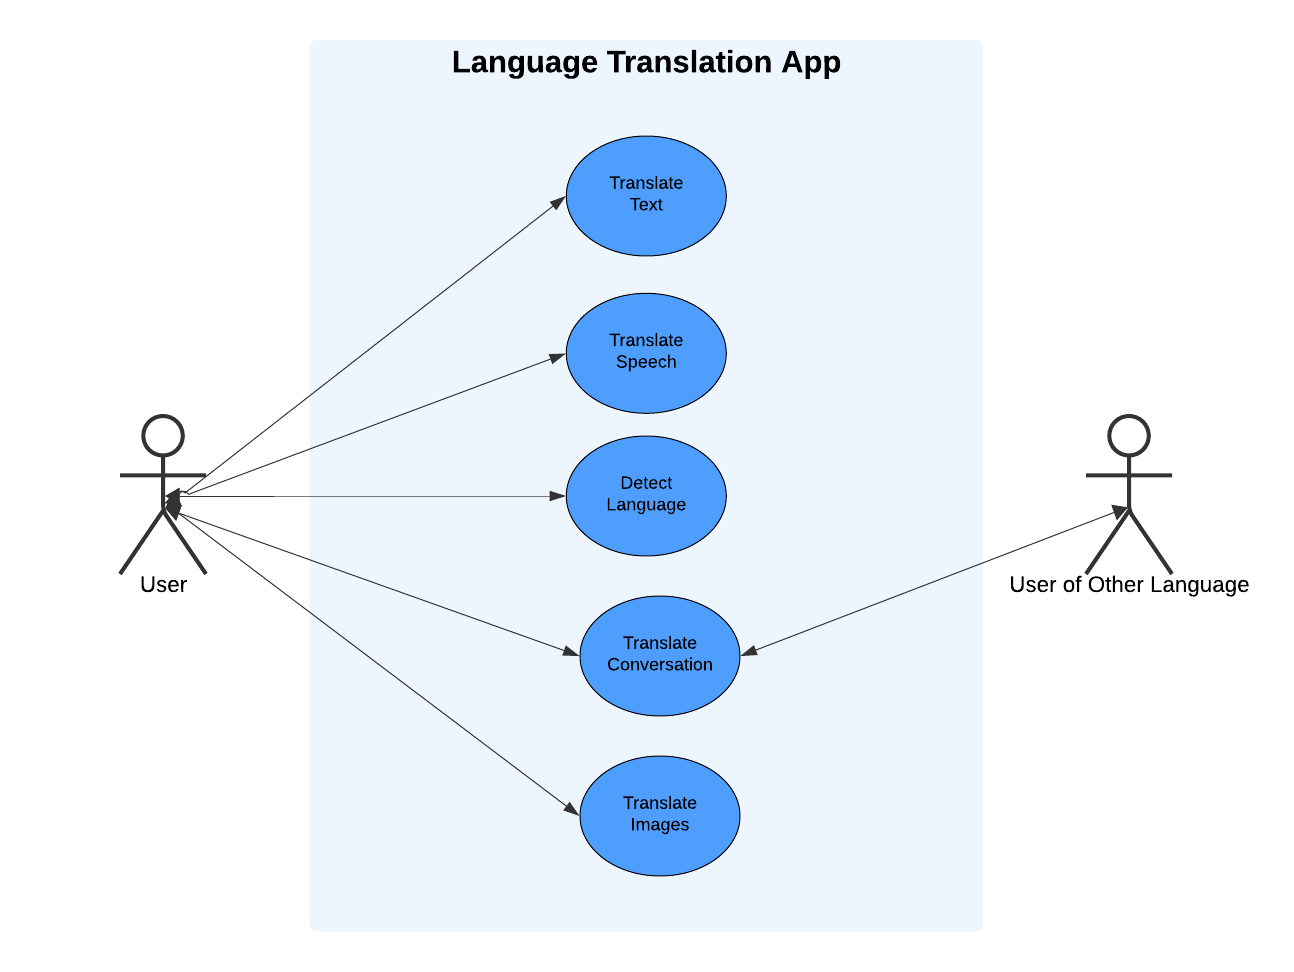 Language Translation App
Translate
Text
Translate
Speech
Detect
Language
User
User of Other Language
Translate
Conversation
Translate
Images